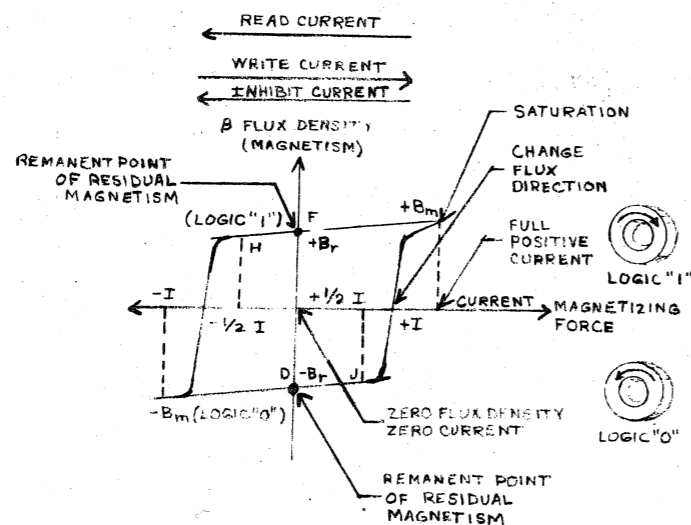 READ CURRENT
WRITE CURRENT
INHIBIT CURRENT
B FLUX DENSITY
(MAGNETISM)
SATURATION
REMANENT POINT
OF RESIDUAL
MAGNETISM
CHANGE
FLUX
DIRECTION
(LOGIC "1")
F
+Bm
H
+Br
FULL
POSITIVE
CURRENT
LOGIC "1"
-I
+1/2 I
CURRENT
MAGNETIZING
FORCE
-1/2 I
+I
D
-Br
J
-Bm (LOGIC "0")
ZERO FLUX DENSITY
ZERO CURRENT
LOGIC "0"
REMANENT POINT
OF RESIDUAL
MAGNETISM